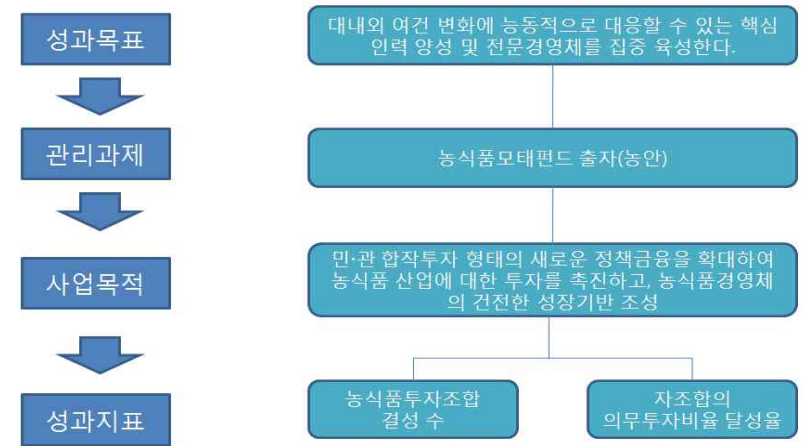 성과목표
대내외 여건 변화에 능동적으로 대응할 수 있는 핵심
인력 양성 및 전문경영체를 집중 육성한다.
관리과제
농식품모태펀드 출자(농안)
사업목적
민·관 합작투자 형태의 새로운 정책금융을 확대하여
농식품 산업에 대한 투자를 촉진하고, 농식품경영체
의 건전한 성장기반 조성
성과지표
농식품투자조합
결성 수
자조합의
의무투자비율 달성율